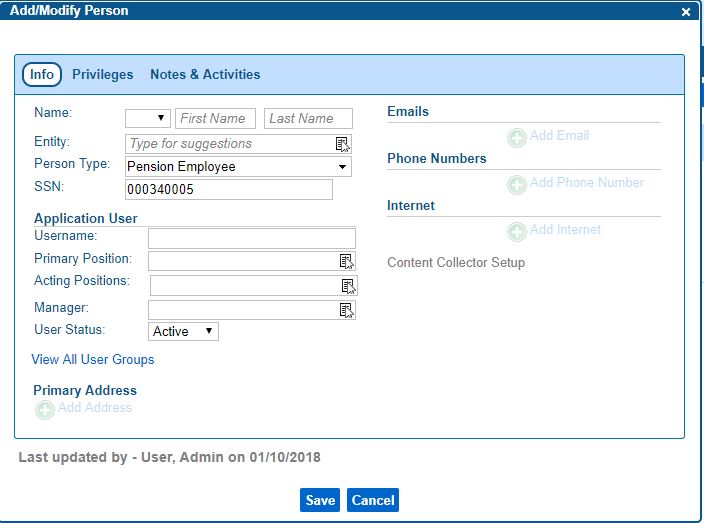 Add/Modify Person
Info Privileges Notes & Activities
Name: First Name Last Name
Entity: Type for suggestions
Person Type: Pension Employee
SSN: 000340005
Application User
Username:
Primary Position:
Acting Positions:
Manager:
User Status: Active
View All User Groups
Primary Address
Add Address
Emails
Add Email
Phone Numbers
Add Phone Number
Internet
Add Internet
Content Collector Setup
Last updated by - User, Admin on 01/10/2018
Save Cancel